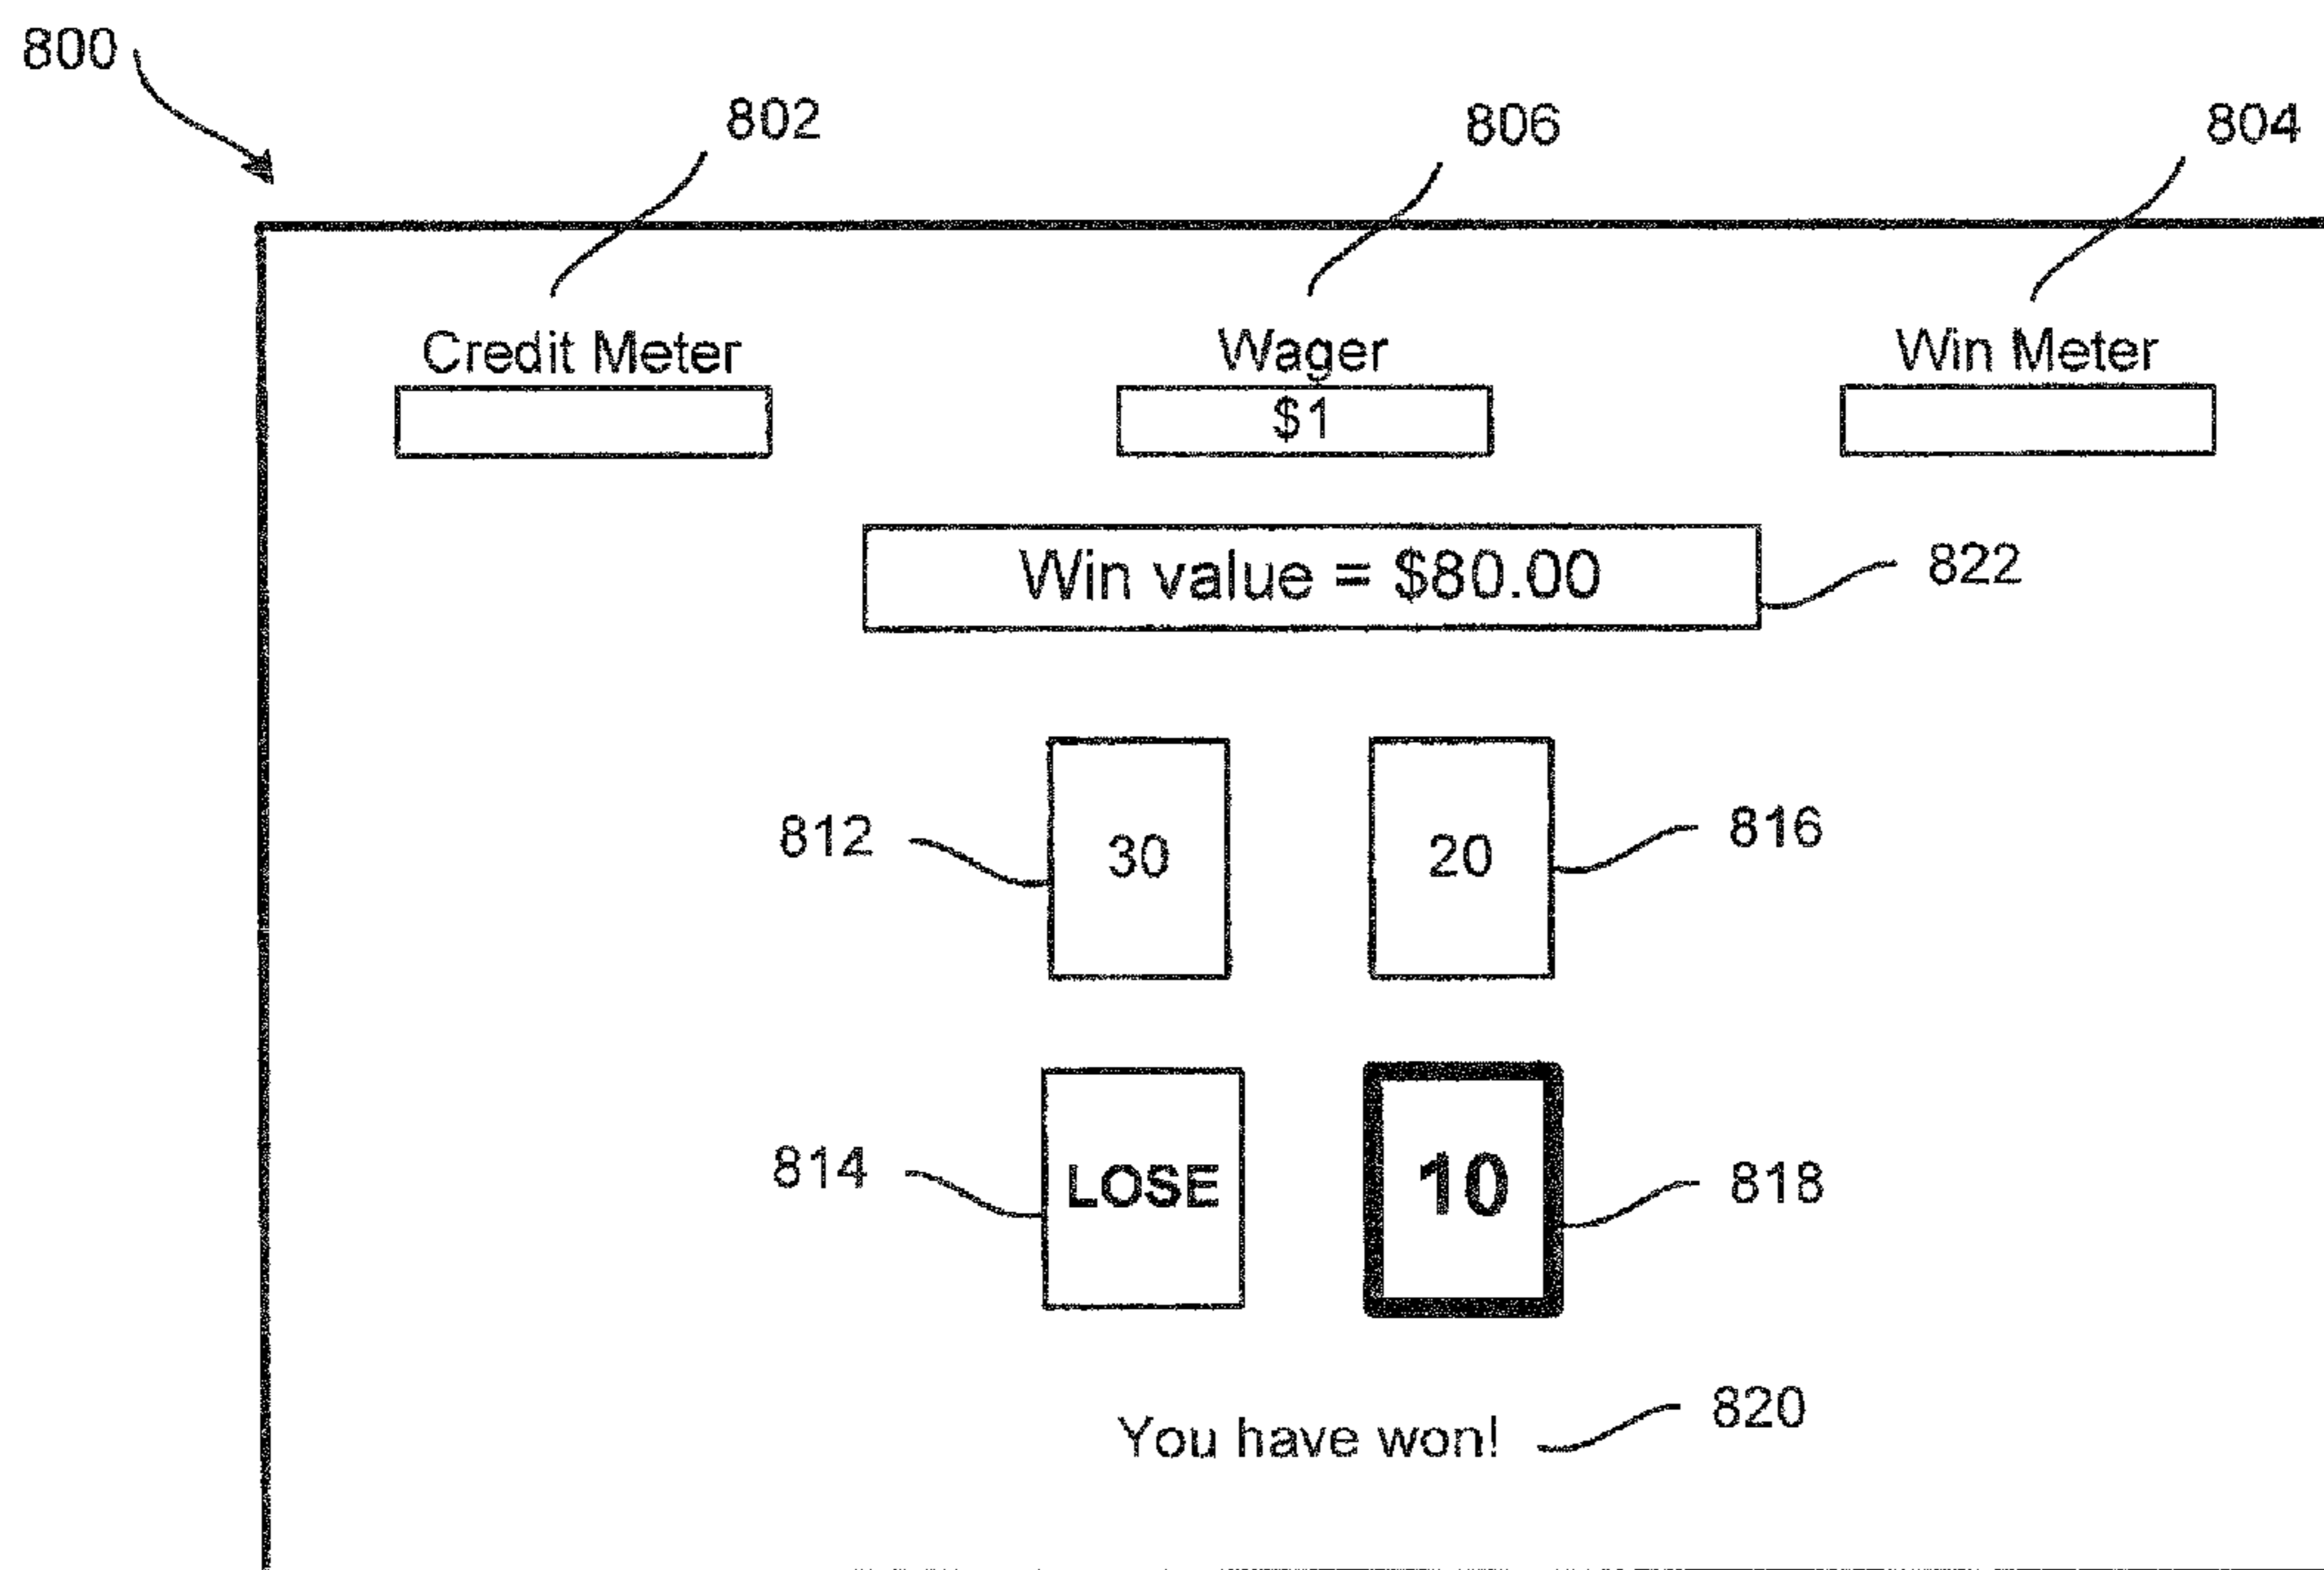 800
802 806 804
Credit Meter Wager Win Meter
$1
Win value = $80.00 822
812 30 20 816
814 LOSE 10 818
You have won! 820